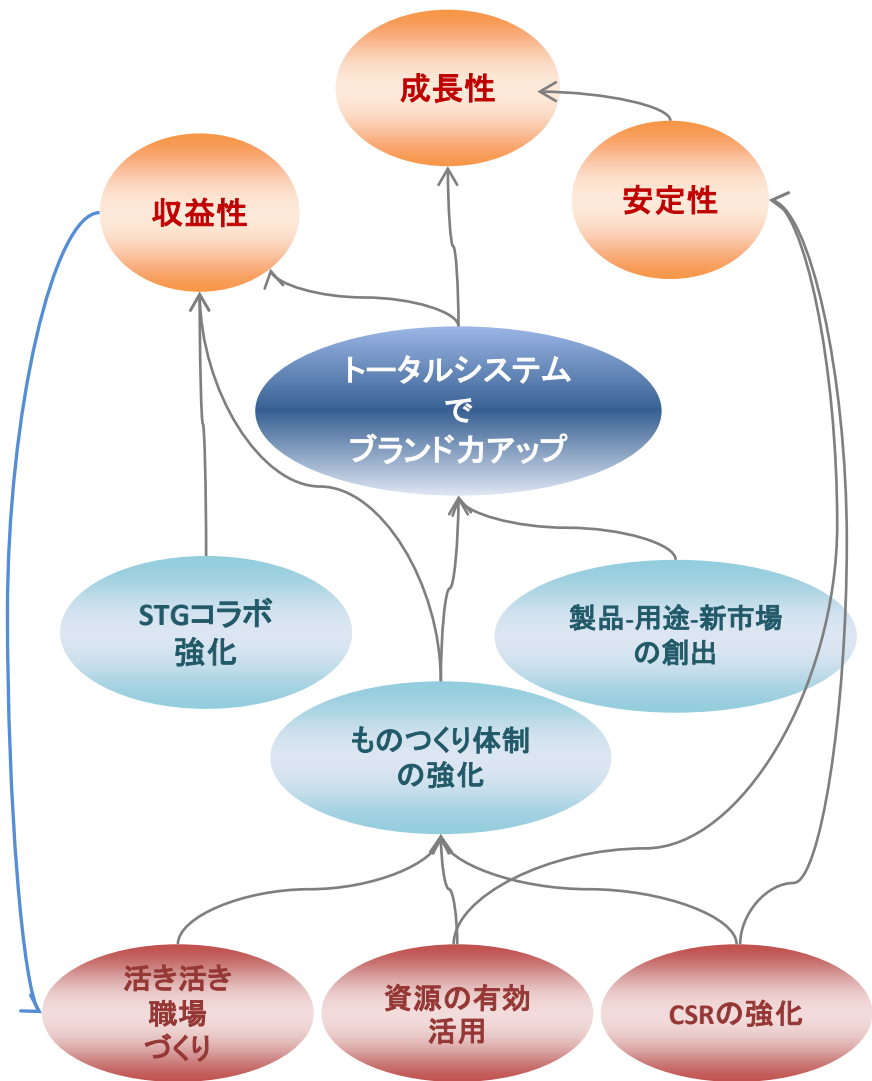 成長性
安定性
収益性
トータルシステム
で
ブランド力アップ
STGコラボ
強化
製品-用途-新市場
の創出
ものつくり体制
の強化
活き活き
職場
づくり
資源の有効
活用
CSRの強化